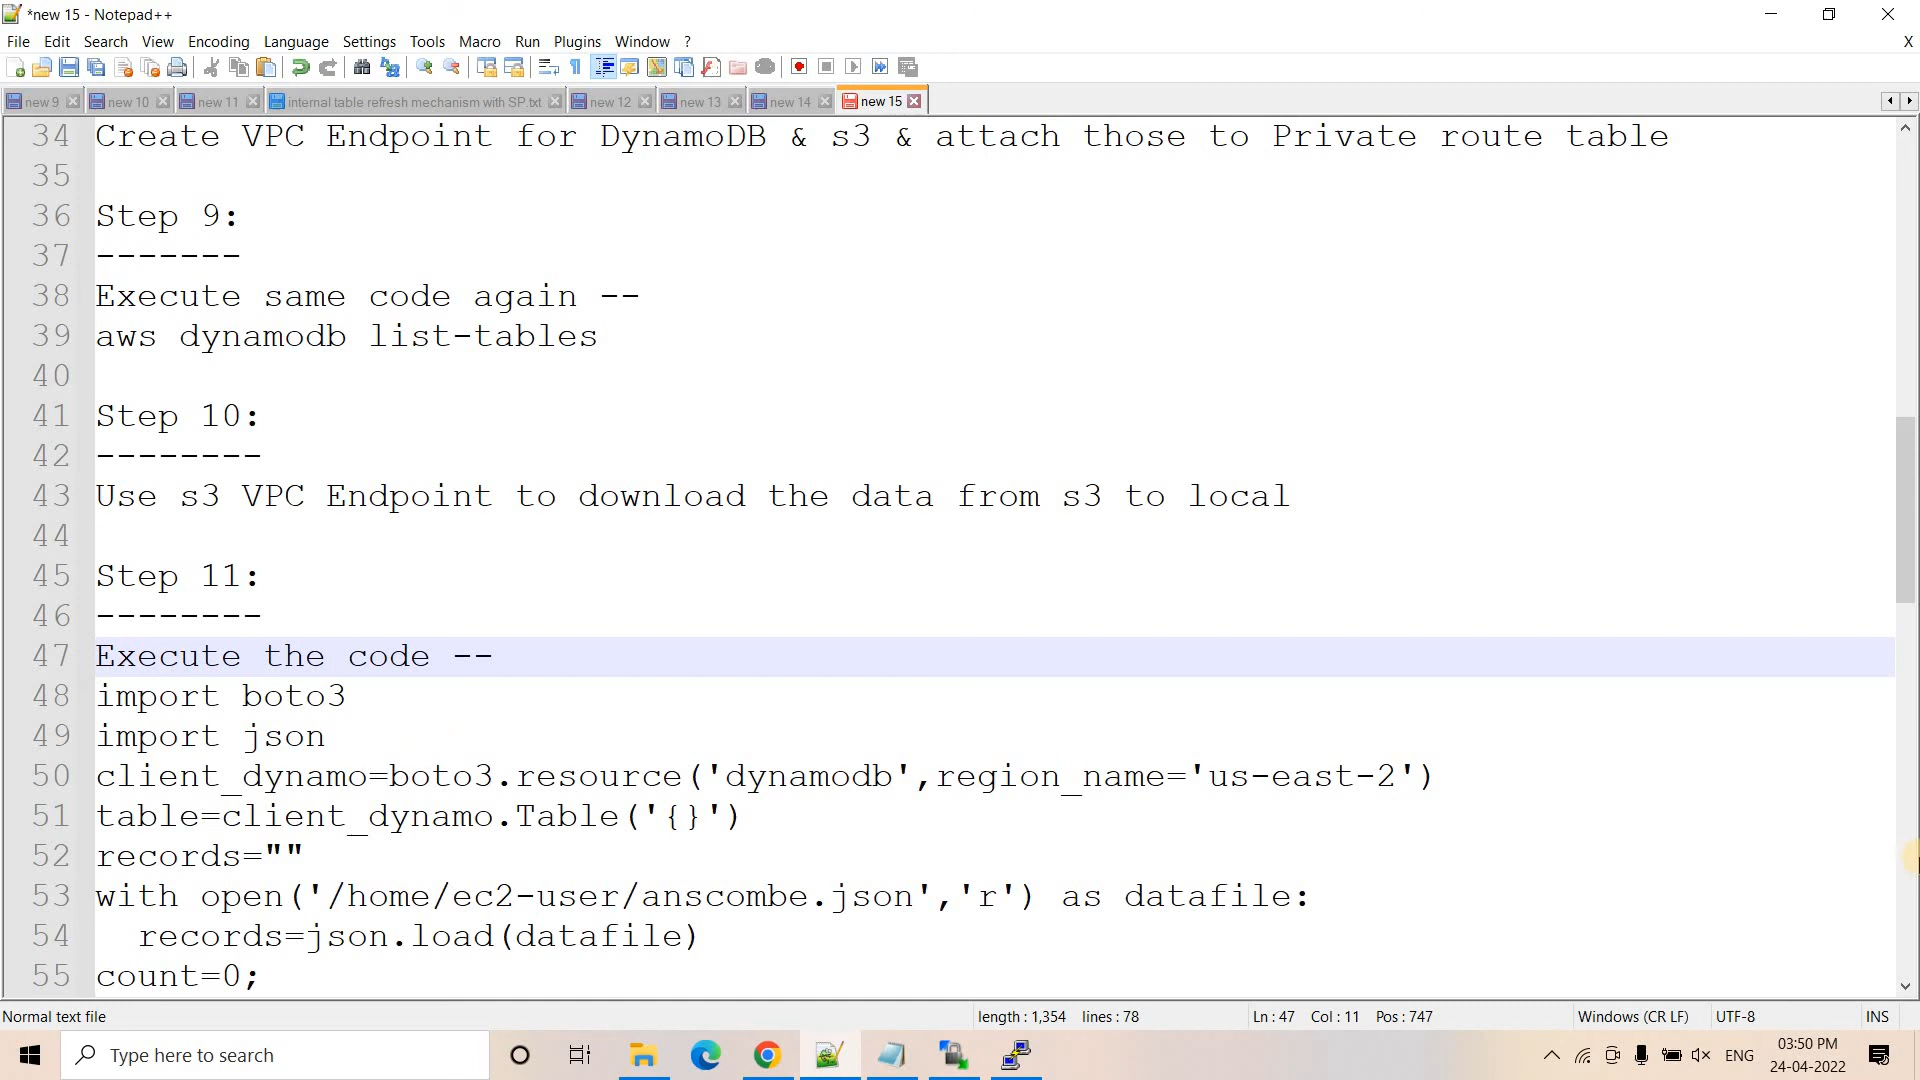 *new 15 - Notepad++
File Edit Search View Encoding Language Settings Tools Macro Run Plugins Window ? X
new 9 new 10 new 11 internal table refresh mechanism with SP.txt new 12 new 13 new 14 new 15
34 Create VPC Endpoint for DynamoDB & s3 & attach those to Private route table
35
36 Step 9:
37 -------
38 Execute same code again --
39 aws dynamodb list-tables
40
41 Step 10:
42 --------
43 Use s3 VPC Endpoint to download the data from s3 to local
44
45 Step 11:
46 --------
47 Execute the code --
48 import boto3
49 import json
50 client_dynamo=boto3.resource('dynamodb',region_name='us-east-2')
51 table=client_dynamo.Table('{}')
52 records=""
53 with open('/home/ec2-user/anscombe.json','r') as datafile:
54 records=json.load(datafile)
55 count=0;
Normal text file length : 1,354 lines : 78 Ln : 47 Col : 11 Pos : 747 Windows (CR LF) UTF-8 INS
Type here to search ENG 03:50 PM
24-04-2022